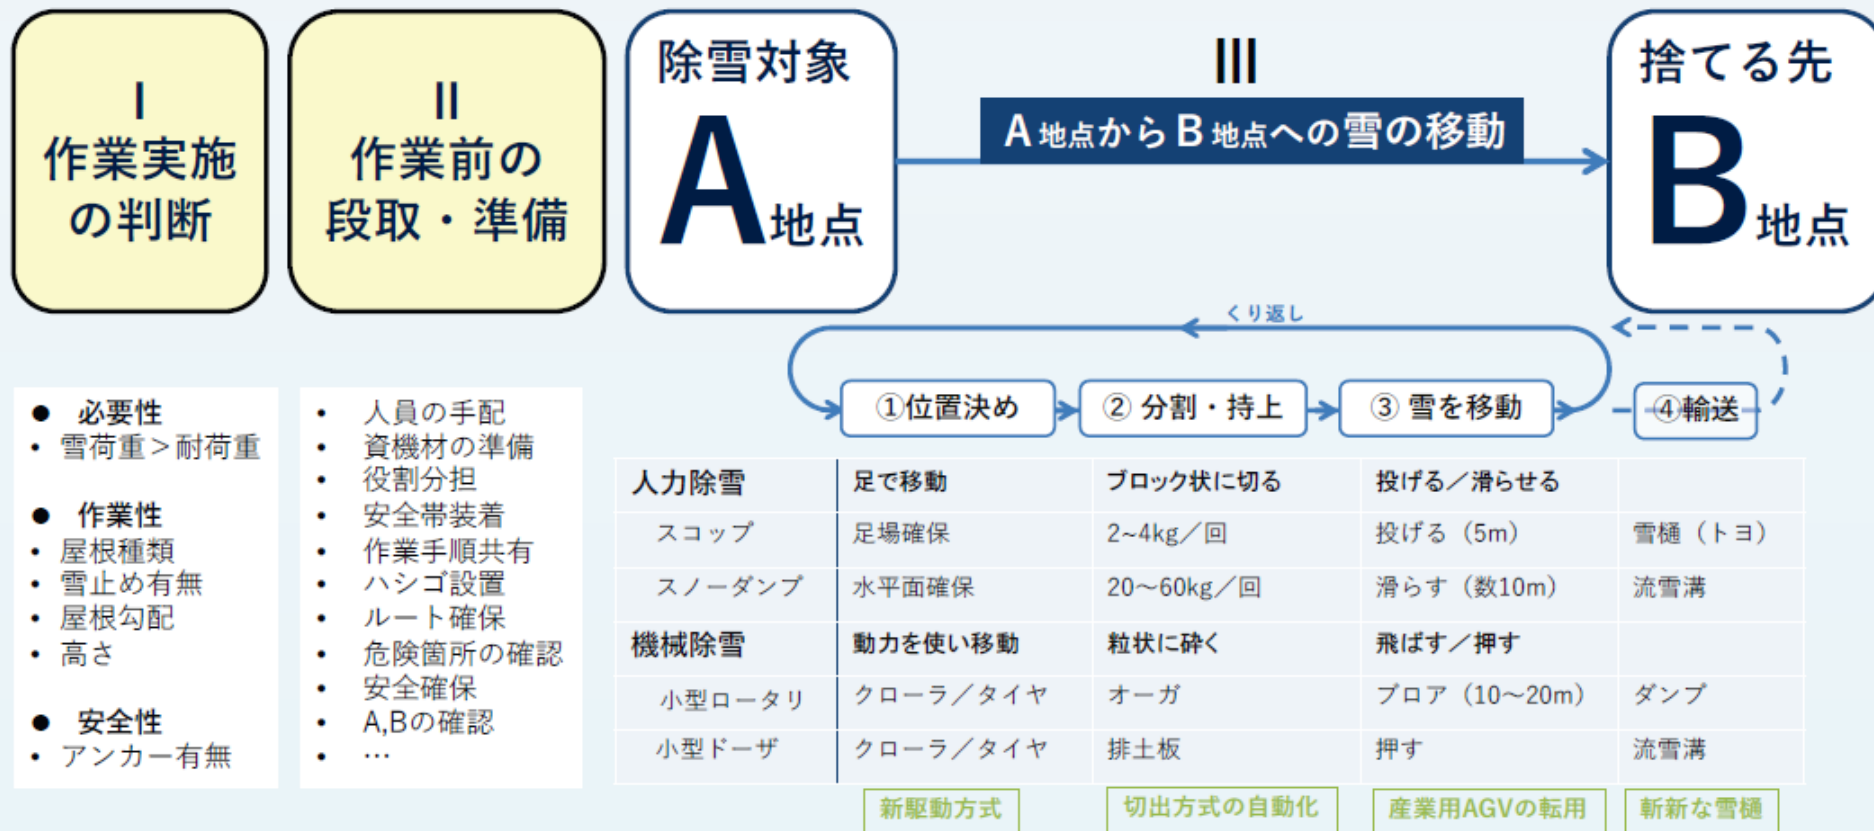 I
作業実施
の判断
II
作業前の
段取・準備
除雪対象
A地点
III
A地点からB地点への雪の移動
捨てる先
B地点
くり返し
①位置決め
② 分割・持上
③ 雪を移動
④輸送
● 必要性
• 雪荷重＞耐荷重
● 作業性
• 屋根種類
• 雪止め有無
• 屋根勾配
• 高さ
● 安全性
• アンカー有無
• 人員の手配
• 資機材の準備
• 役割分担
• 安全帯装着
• 作業手順共有
• ハシゴ設置
• ルート確保
• 危険箇所の確認
• 安全確保
• A,Bの確認
• …
人力除雪 足で移動 ブロック状に切る 投げる／滑らせる
スコップ 足場確保 2~4kg／回 投げる（5m） 雪樋（トヨ）
スノーダンプ 水平面確保 20～60kg／回 滑らす（数10m） 流雪溝
機械除雪 動力を使い移動 粒状に砕く 飛ばす／押す
小型ロータリ クローラ／タイヤ オーガ ブロア（10～20m） ダンプ
小型ドーザ クローラ／タイヤ 排土板 押す 流雪溝
新駆動方式 切出方式の自動化 産業用AGVの転用 斬新な雪樋